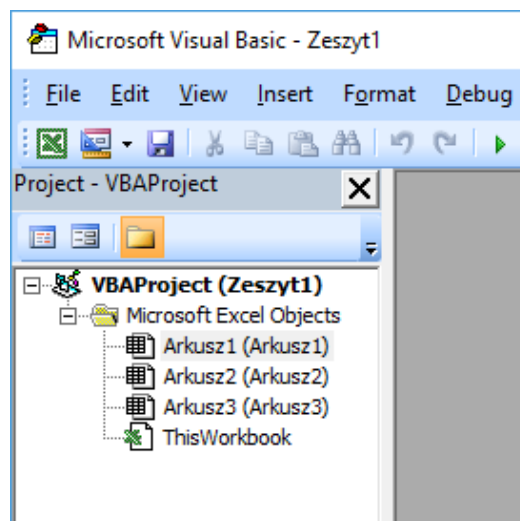 Microsoft Visual Basic - Zeszyt1
File Edit View Insert Format Debug
Project - VBAProject
VBAProject (Zeszyt1)
Microsoft Excel Objects
Arkusz1 (Arkusz1)
Arkusz2 (Arkusz2)
Arkusz3 (Arkusz3)
ThisWorkbook